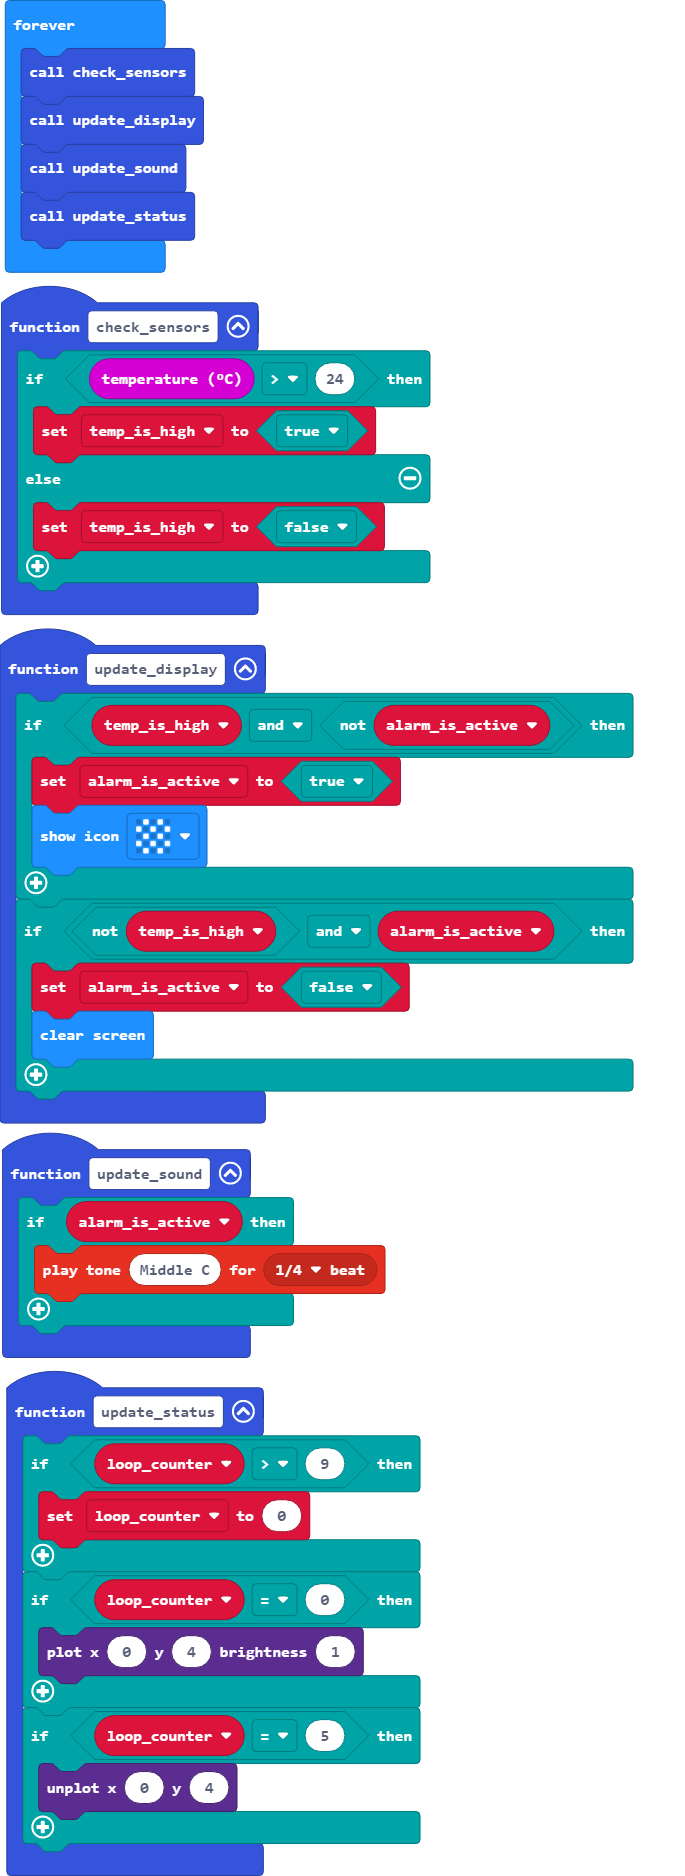 forever
call check_sensors
call update_display
call update_sound
call update_status
function check_sensors
if temperature (ºC) > 24 then
set temp_is_high to true
else
set temp_is_high to false
function update_display
if temp_is_high and not alarm_is_active then
set alarm_is_active to true
show icon
if not temp_is_high and alarm_is_active then
set alarm_is_active to false
clear screen
function update_sound
if alarm_is_active then
play tone Middle C for 1/4 beat
function update_status
if loop_counter > 9 then
set loop_counter to 0
if loop_counter = 0 then
plot x 0 y 4 brightness 1
if loop_counter = 5 then
unplot x 0 y 4